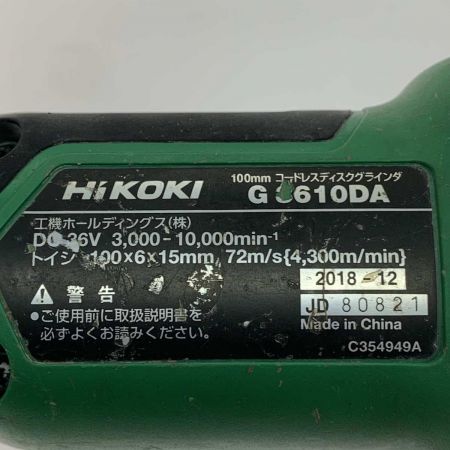 HiKOKI
100mm コードレスディスクグラインダ
G 3610DA
工機ホールディングス(株)
DC 36V 3,000-10,000min-1
トイシ 100×6×15mm 72m/s{4,300m/min}
警告
2018-12
●ご使用前に取扱説明書を
必ずよくお読みください。
JD 80821
Made in China
C354949A